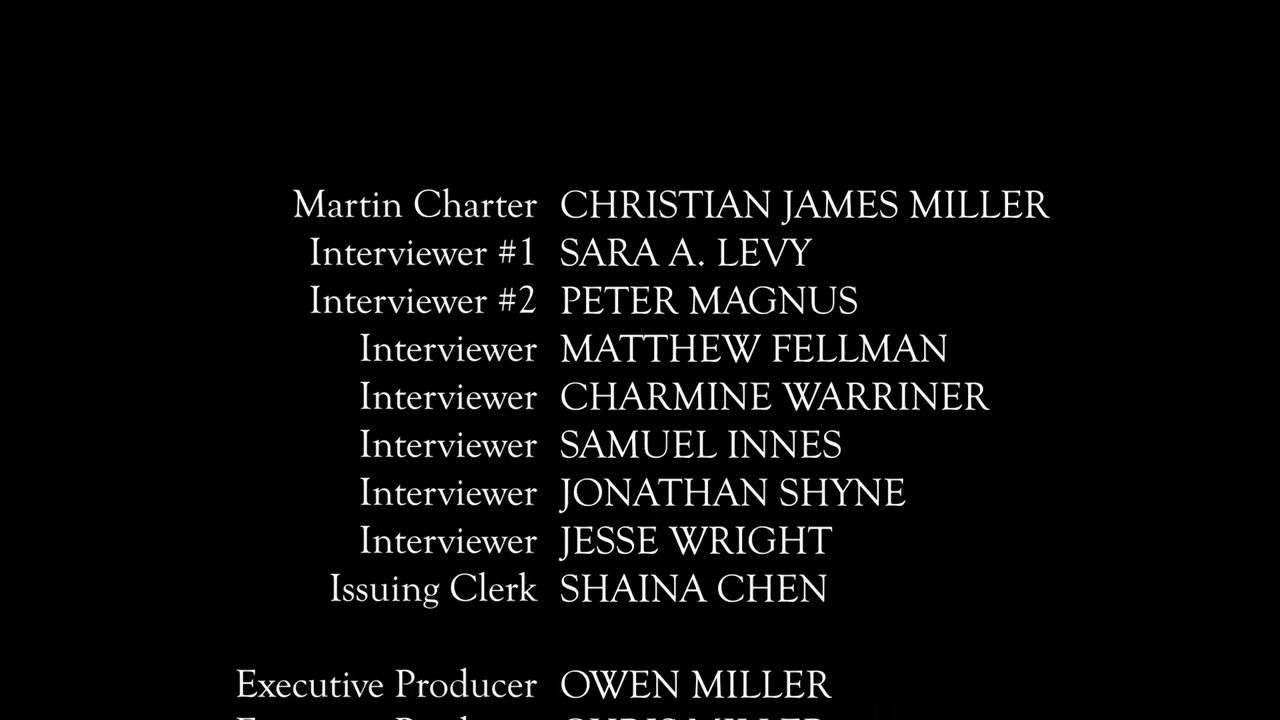 Martin Charter CHRISTIAN JAMES MILLER
Interviewer #1 SARA A. LEVY
Interviewer #2 PETER MAGNUS
Interviewer MATTHEW FELLMAN
Interviewer CHARMINE WARRINER
Interviewer SAMUEL INNES
Interviewer JONATHAN SHYNE
Interviewer JESSE WRIGHT
Issuing Clerk SHAINA CHEN
Executive Producer OWEN MILLER